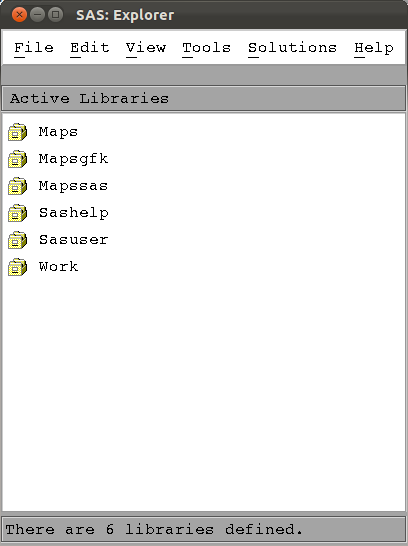 SAS: Explorer
File Edit View Tools Solutions Help
Active Libraries
Maps
Mapsgfk
Mapssas
Sashelp
Sasuser
Work
There are 6 libraries defined.